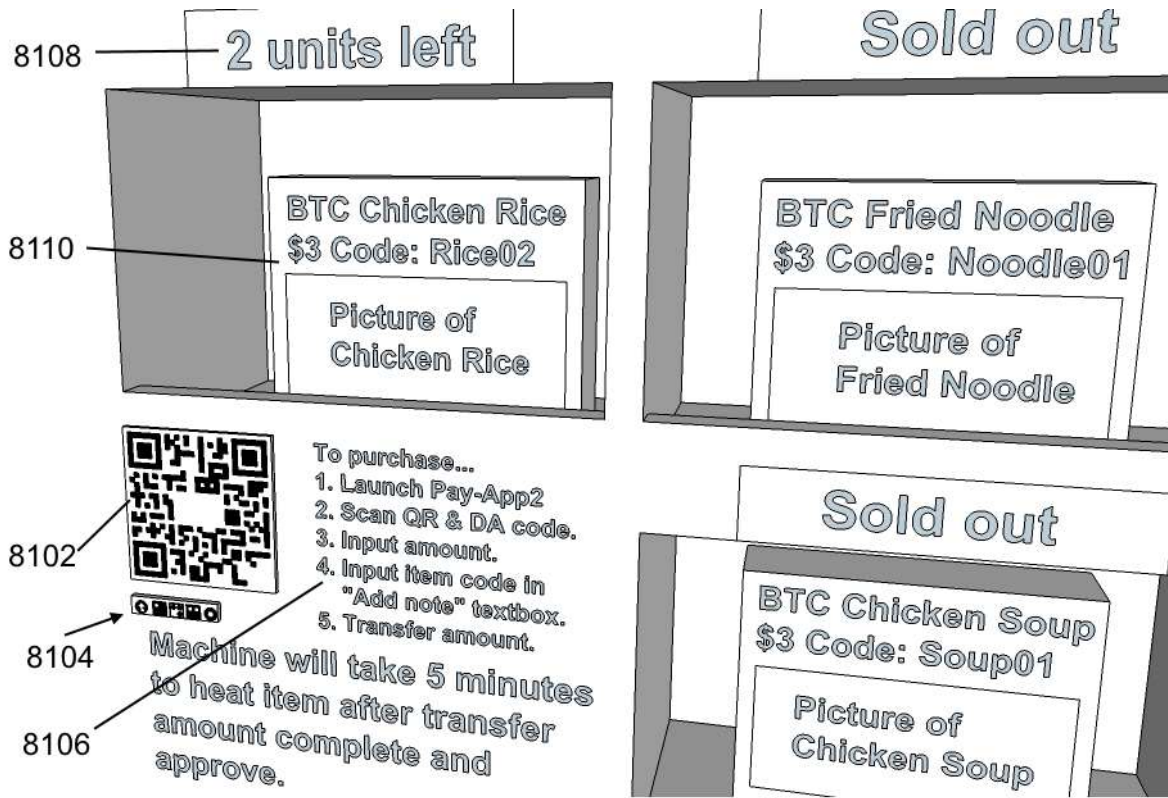 8108
2 units left
Sold out
8110
BTC Chicken Rice
$3 Code: Rice02
Picture of
Chicken Rice
BTC Fried Noodle
$3 Code: Noodle01
Picture of
Fried Noodle
8102
8104
8106
To purchase...
1. Launch Pay-App2
2. Scan QR & DA code.
3. Input amount.
4. Input item code in
"Add note" textbox.
5. Transfer amount.
Machine will take 5 minutes
to heat item after transfer
amount complete and
approve.
Sold out
BTC Chicken Soup
$3 Code: Soup01
Picture of
Chicken Soup